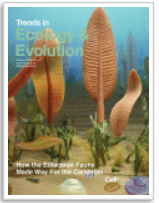 Trends in
Ecology &
Evolution
How the Ediacaran Fauna
Made Way For the Cambrian
Cell